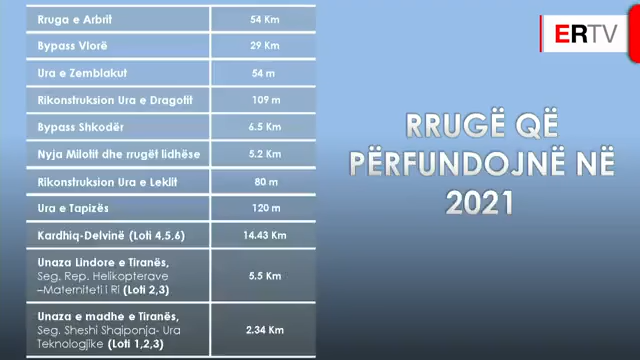 Rruga e Arbrit 54 Km
Bypass Vlorë 29 Km
Ura e Zemblakut 54 m
Rikonstruksion Ura e Dragotit 109 m
Bypass Shkodër 6.5 Km
Nyja Milotit dhe rrugët lidhëse 5.2 Km
Rikonstruksion Ura e Leklit 80 m
Ura e Tapizës 120 m
Kardhiq-Delvinë (Loti 4,5,6) 14.43 Km
Unaza Lindore e Tiranës,
Seg. Rep. Helikopterave
–Materniteti i Ri (Loti 2,3)
5.5 Km
Unaza e madhe e Tiranës,
Seg. Sheshi Shqiponja- Ura
Teknologjike (Loti 1,2,3)
2.34 Km
ERTV
RRUGË QË
PËRFUNDOJNË NË
2021